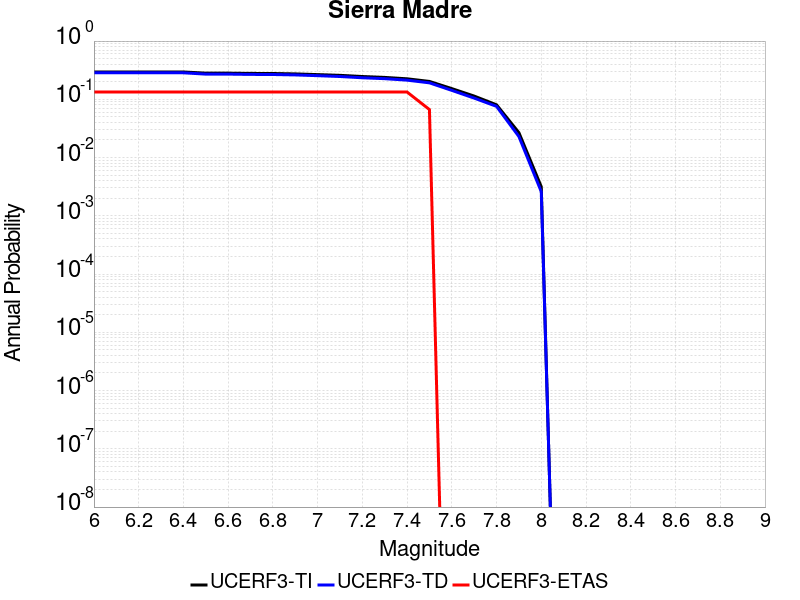 Sierra Madre
10^0
10^-1
10^-2
10^-3
10^-4
10^-5
10^-6
10^-7
10^-8
Annual Probability
6 6.2 6.4 6.6 6.8 7 7.2 7.4 7.6 7.8 8 8.2 8.4 8.6 8.8 9
Magnitude
UCERF3-TI UCERF3-TD UCERF3-ETAS